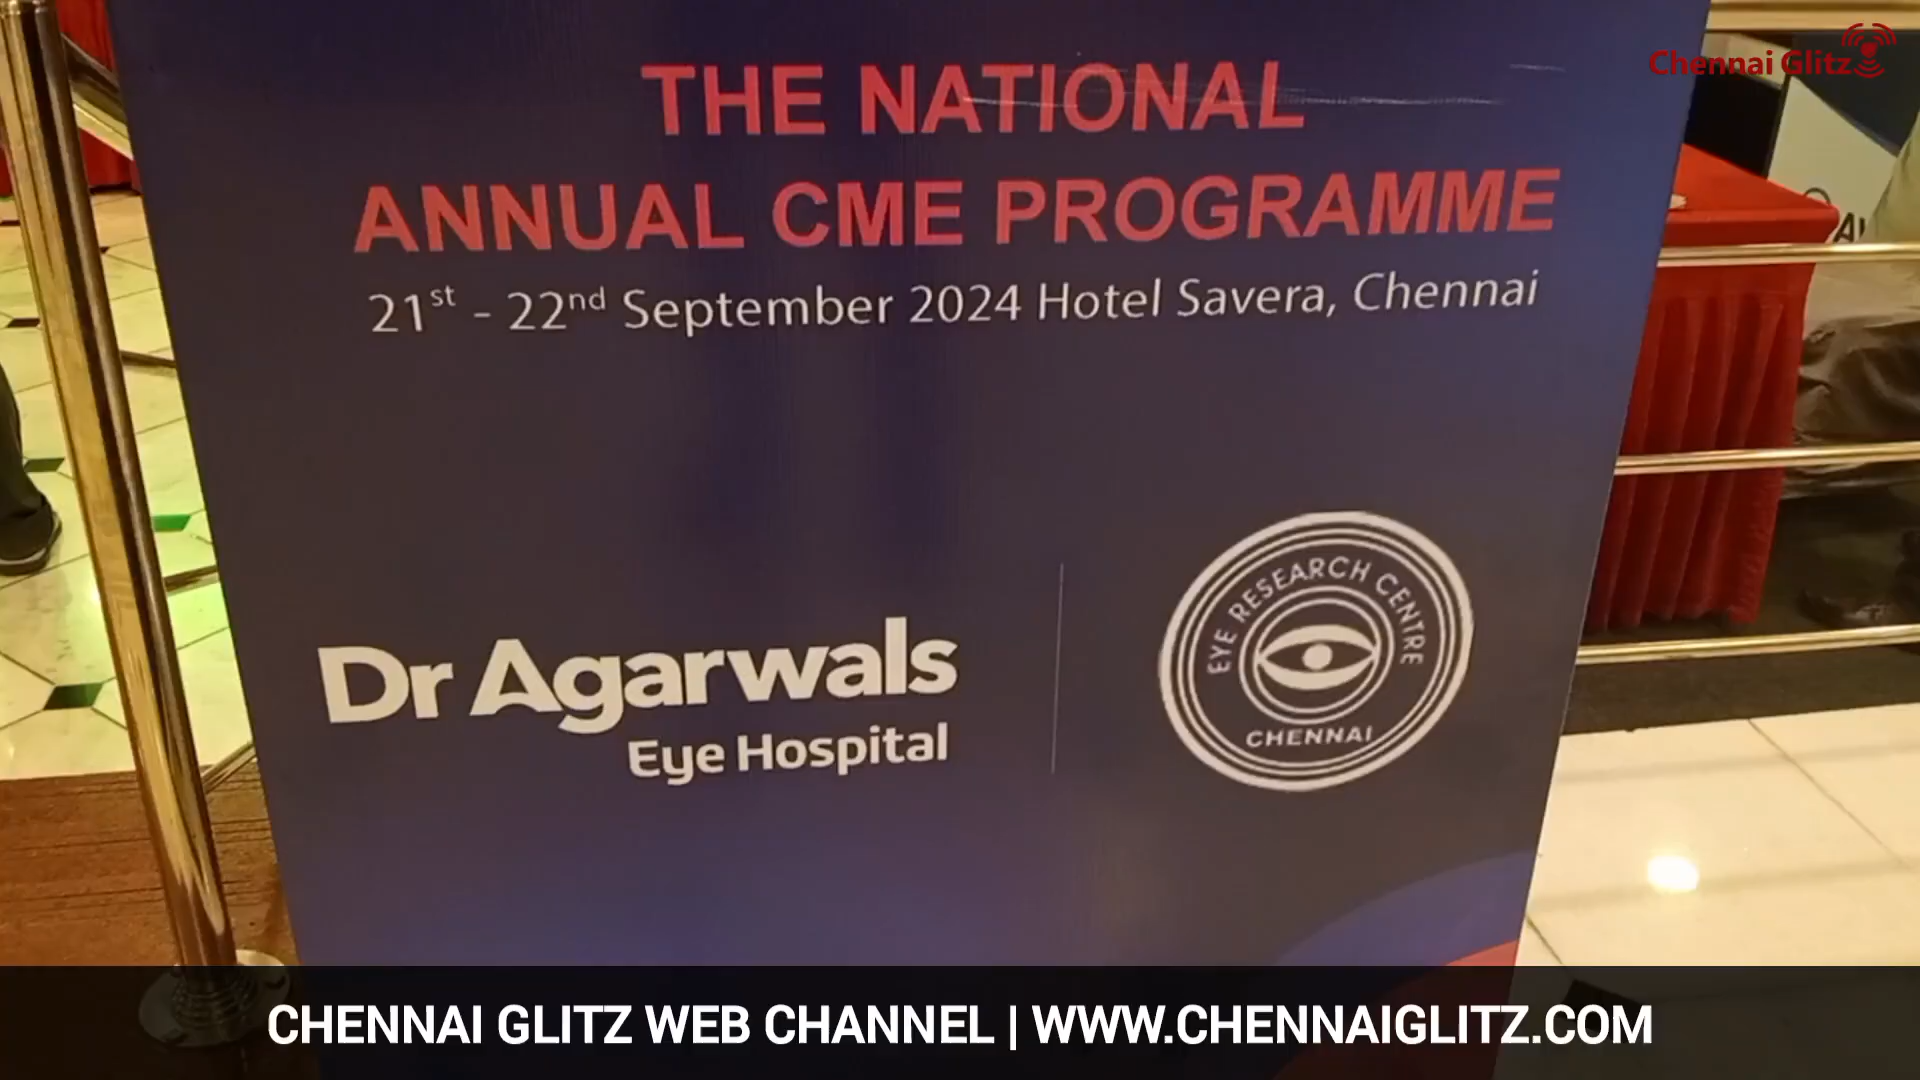 Chennai Glitz
THE NATIONAL
ANNUAL CME PROGRAMME
21st - 22nd September 2024 Hotel Savera, Chennai
Dr Agarwals
Eye Hospital
EYE RESEARCH CENTRE
CHENNAI
CHENNAI GLITZ WEB CHANNEL | WWW.CHENNAIGLITZ.COM